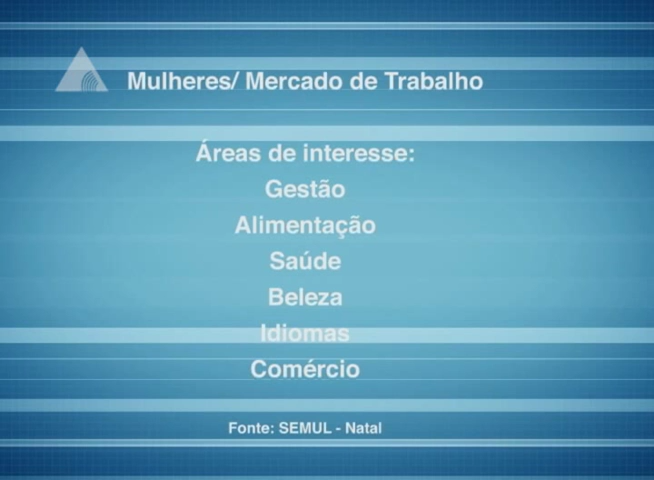 Mulheres/ Mercado de Trabalho
Áreas de interesse:
Gestão
Alimentação
Saúde
Beleza
Idiomas
Comércio
Fonte: SEMUL - Natal